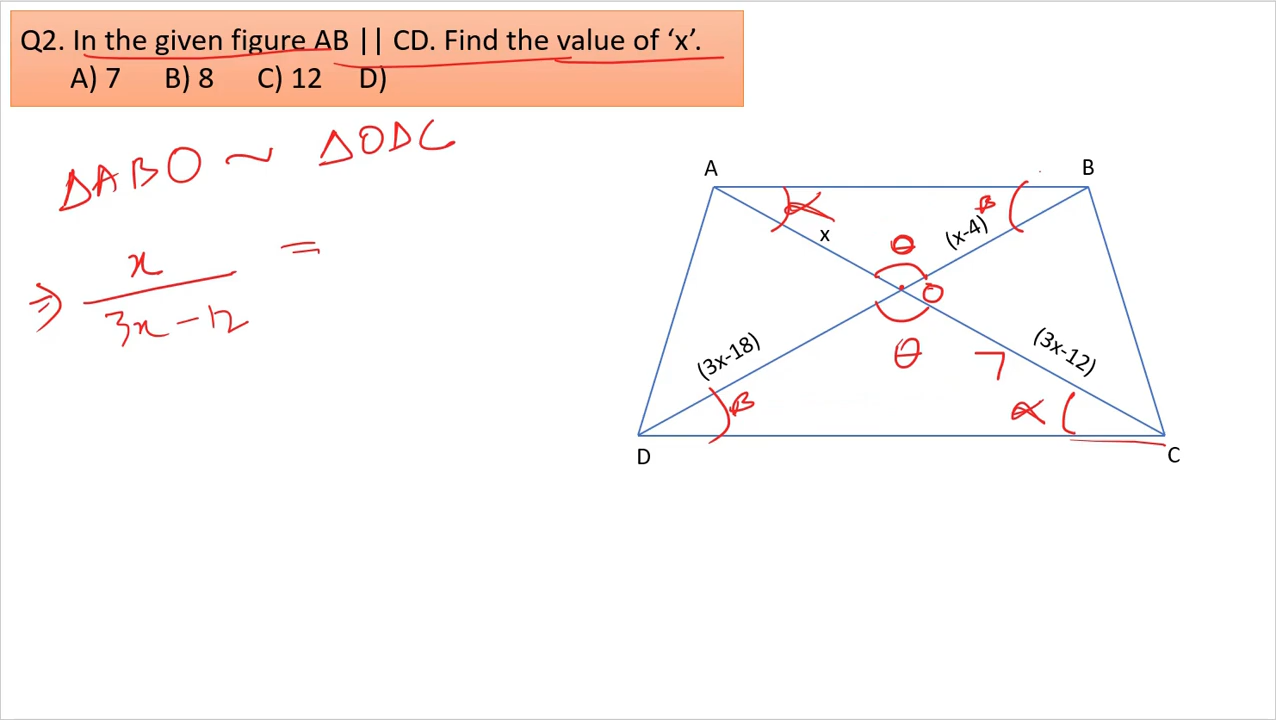 Q2. In the given figure AB || CD. Find the value of ‘x’.
A) 7 B) 8 C) 12 D)
ΔABO ~ ΔODC
⇒ x / 3x-12 =
A
B
α
β
x
(x-4)
θ
O
(3x-18)
θ
(3x-12)
β
α
D
C